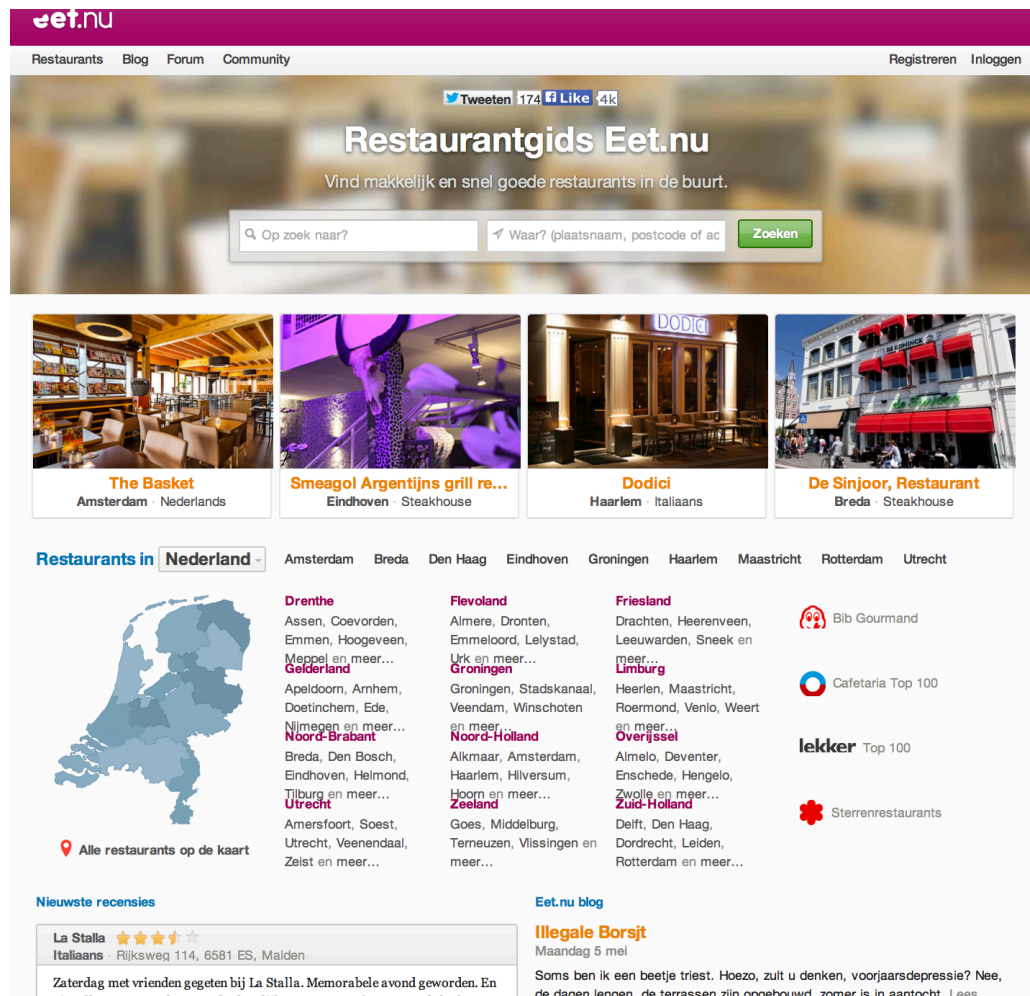 eet.nu
Restaurants Blog Forum Community Registreren Inloggen
Tweeten 174 Like 4k
Restaurantgids Eet.nu
Vind makkelijk en snel goede restaurants in de buurt.
Op zoek naar? Waar? (plaatsnaam, postcode of ac Zoeken
DODICI
DE KONINCK
de Sinjoor
The Basket
Amsterdam · Nederlands
Smeagol Argentijns grill re...
Eindhoven · Steakhouse
Dodici
Haarlem · Italiaans
De Sinjoor, Restaurant
Breda · Steakhouse
Restaurants in Nederland Amsterdam Breda Den Haag Eindhoven Groningen Haarlem Maastricht Rotterdam Utrecht
Drenthe
Assen, Coevorden,
Emmen, Hoogeveen,
Meppel en meer...
Flevoland
Almere, Dronten,
Emmeloord, Lelystad,
Urk en meer...
Friesland
Drachten, Heerenveen,
Leeuwarden, Sneek en
meer...
Gelderland
Apeldoorn, Arnhem,
Doetinchem, Ede,
Nijmegen en meer...
Groningen
Groningen, Stadskanaal,
Veendam, Winschoten
en meer...
Limburg
Heerlen, Maastricht,
Roermond, Venlo, Weert
en meer...
Noord-Brabant
Breda, Den Bosch,
Eindhoven, Helmond,
Tilburg en meer...
Noord-Holland
Alkmaar, Amsterdam,
Haarlem, Hilversum,
Hoorn en meer...
Overijssel
Almelo, Deventer,
Enschede, Hengelo,
Zwolle en meer...
Utrecht
Amersfoort, Soest,
Utrecht, Veenendaal,
Zeist en meer...
Zeeland
Goes, Middelburg,
Terneuzen, Vlissingen en
meer...
Zuid-Holland
Delft, Den Haag,
Dordrecht, Leiden,
Rotterdam en meer...
Bib Gourmand
Cafetaria Top 100
lekker Top 100
Sterrenrestaurants
Alle restaurants op de kaart
Nieuwste recensies
La Stalla
Italiaans · Rijksweg 114, 6581 ES, Malden
Zaterdag met vrienden gegeten bij La Stalla. Memorabele avond geworden. En
Eet.nu blog
Illegale Borsjt
Maandag 5 mei
Soms ben ik een beetje triest. Hoezo, zult u denken, voorjaarsdepressie? Nee,
de dagen lengen, de terrassen zijn opgebouwd, zomer is in aantocht. Lees